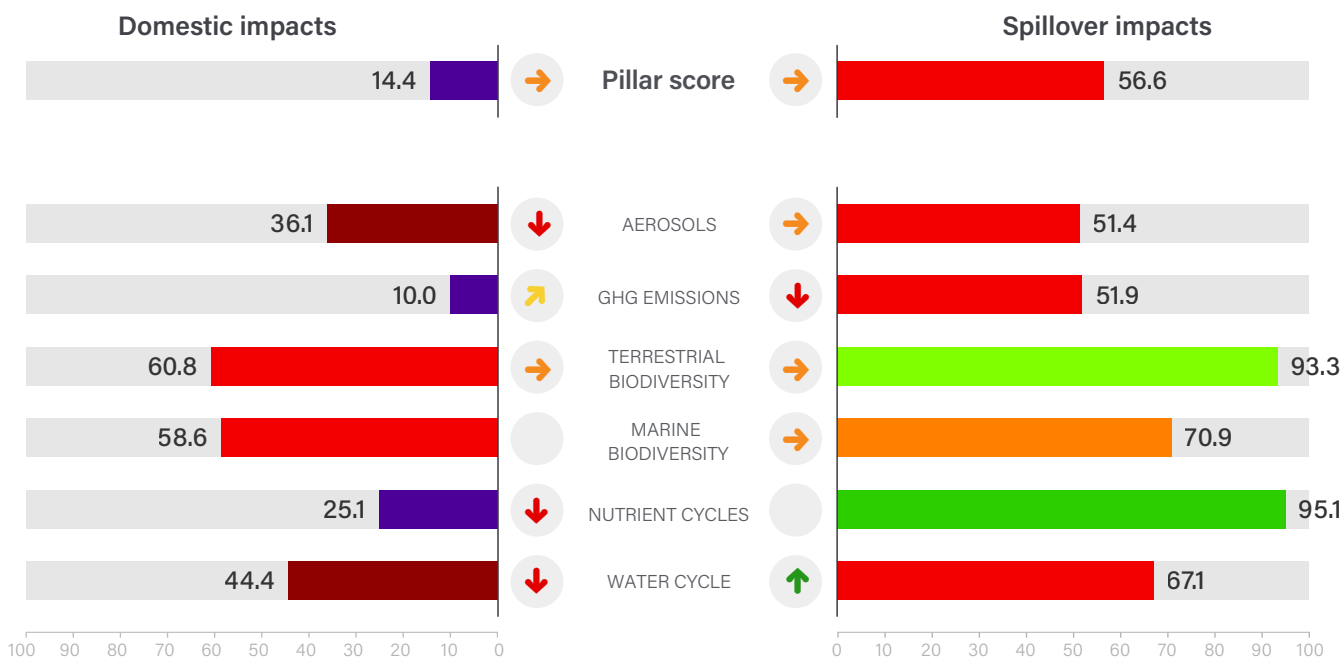 Domestic impacts
Spillover impacts
14.4
Pillar score
56.6
36.1
AEROSOLS
51.4
10.0
GHG EMISSIONS
51.9
60.8
TERRESTRIAL
BIODIVERSITY
93.3
58.6
MARINE
BIODIVERSITY
70.9
25.1
NUTRIENT CYCLES
95.1
44.4
WATER CYCLE
67.1
100 90 80 70 60 50 40 30 20 10 0
0 10 20 30 40 50 60 70 80 90 100